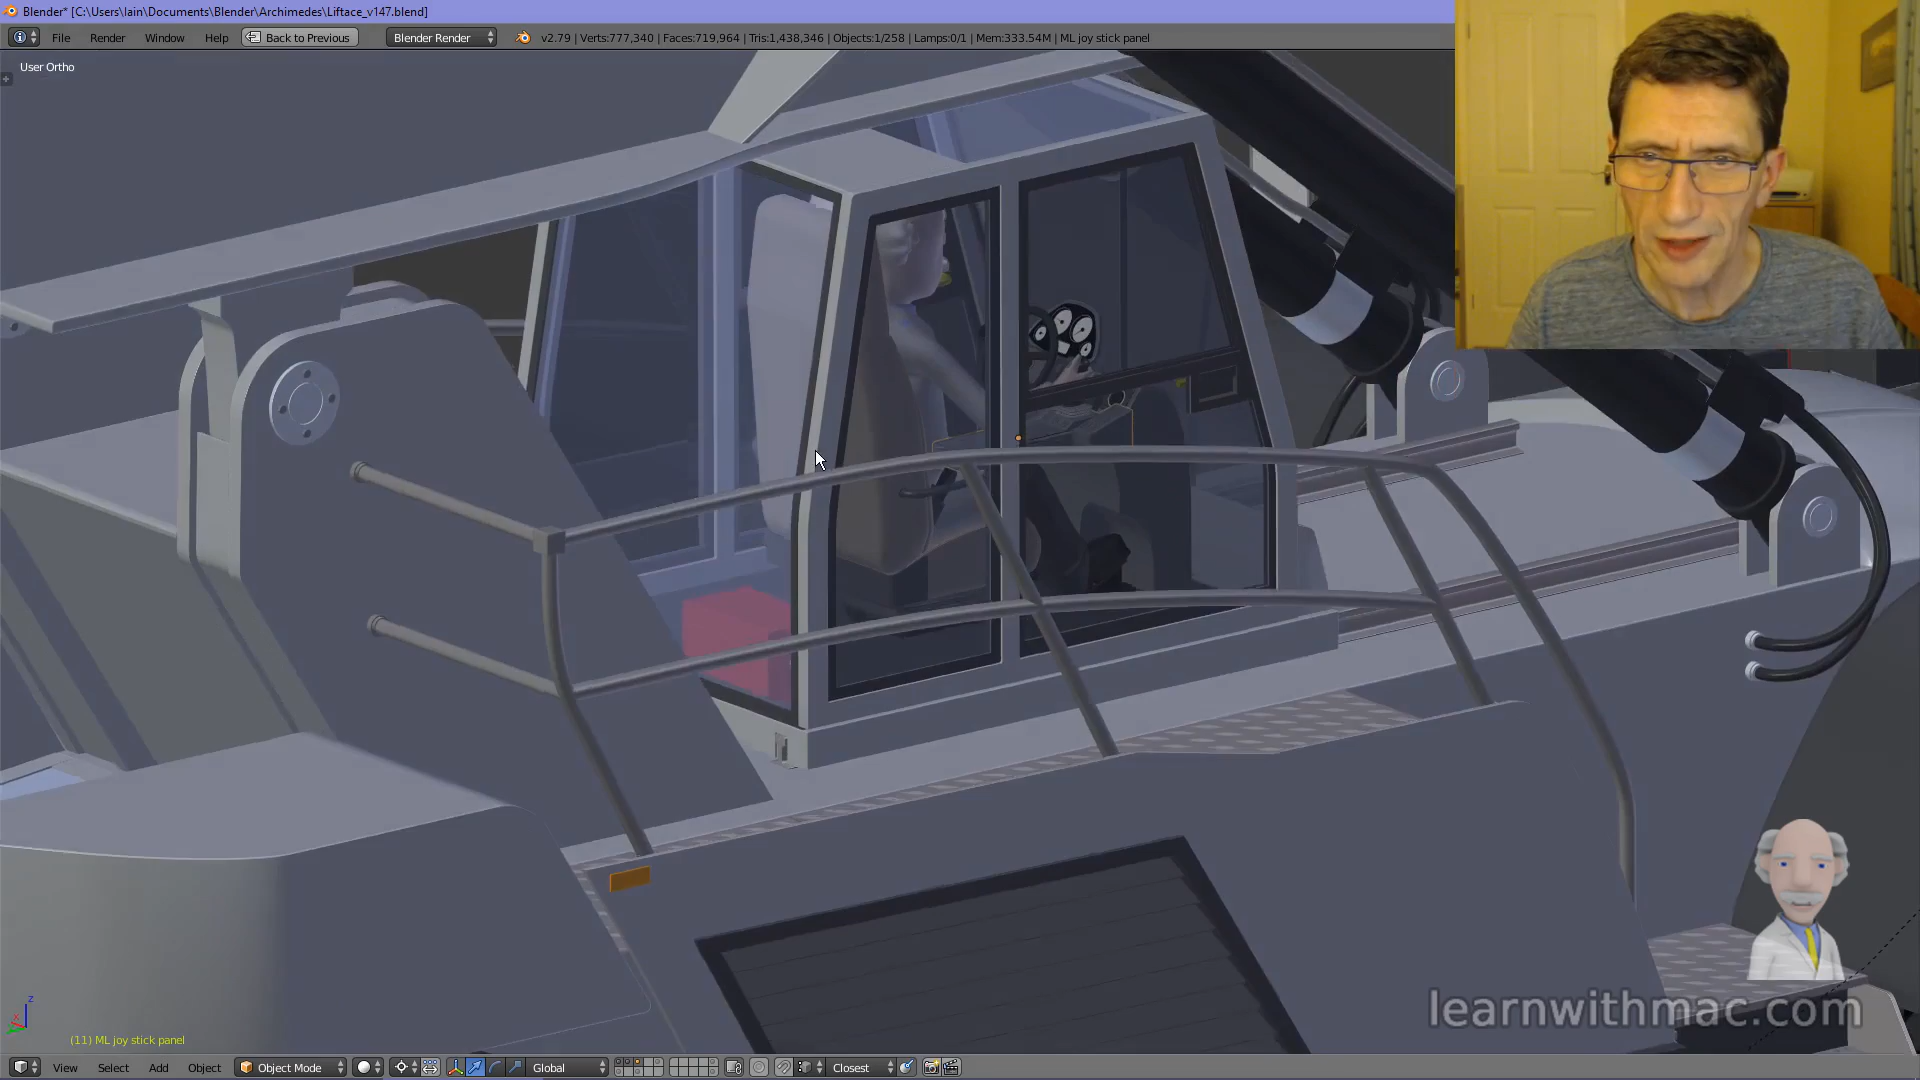 Blender* [C:\Users\Iain\Documents\Blender\Archimedes\Liftace_v147.blend]
File Render Window Help Back to Previous Blender Render v2.79 | Verts:777,340 | Faces:719,964 | Tris:1,438,346 | Objects:1/258 | Lamps:0/1 | Mem:333.54M | ML joy stick panel
User Ortho
learnwithmac.com
z
x
(11) ML joy stick panel
View Select Add Object Object Mode Global Closest